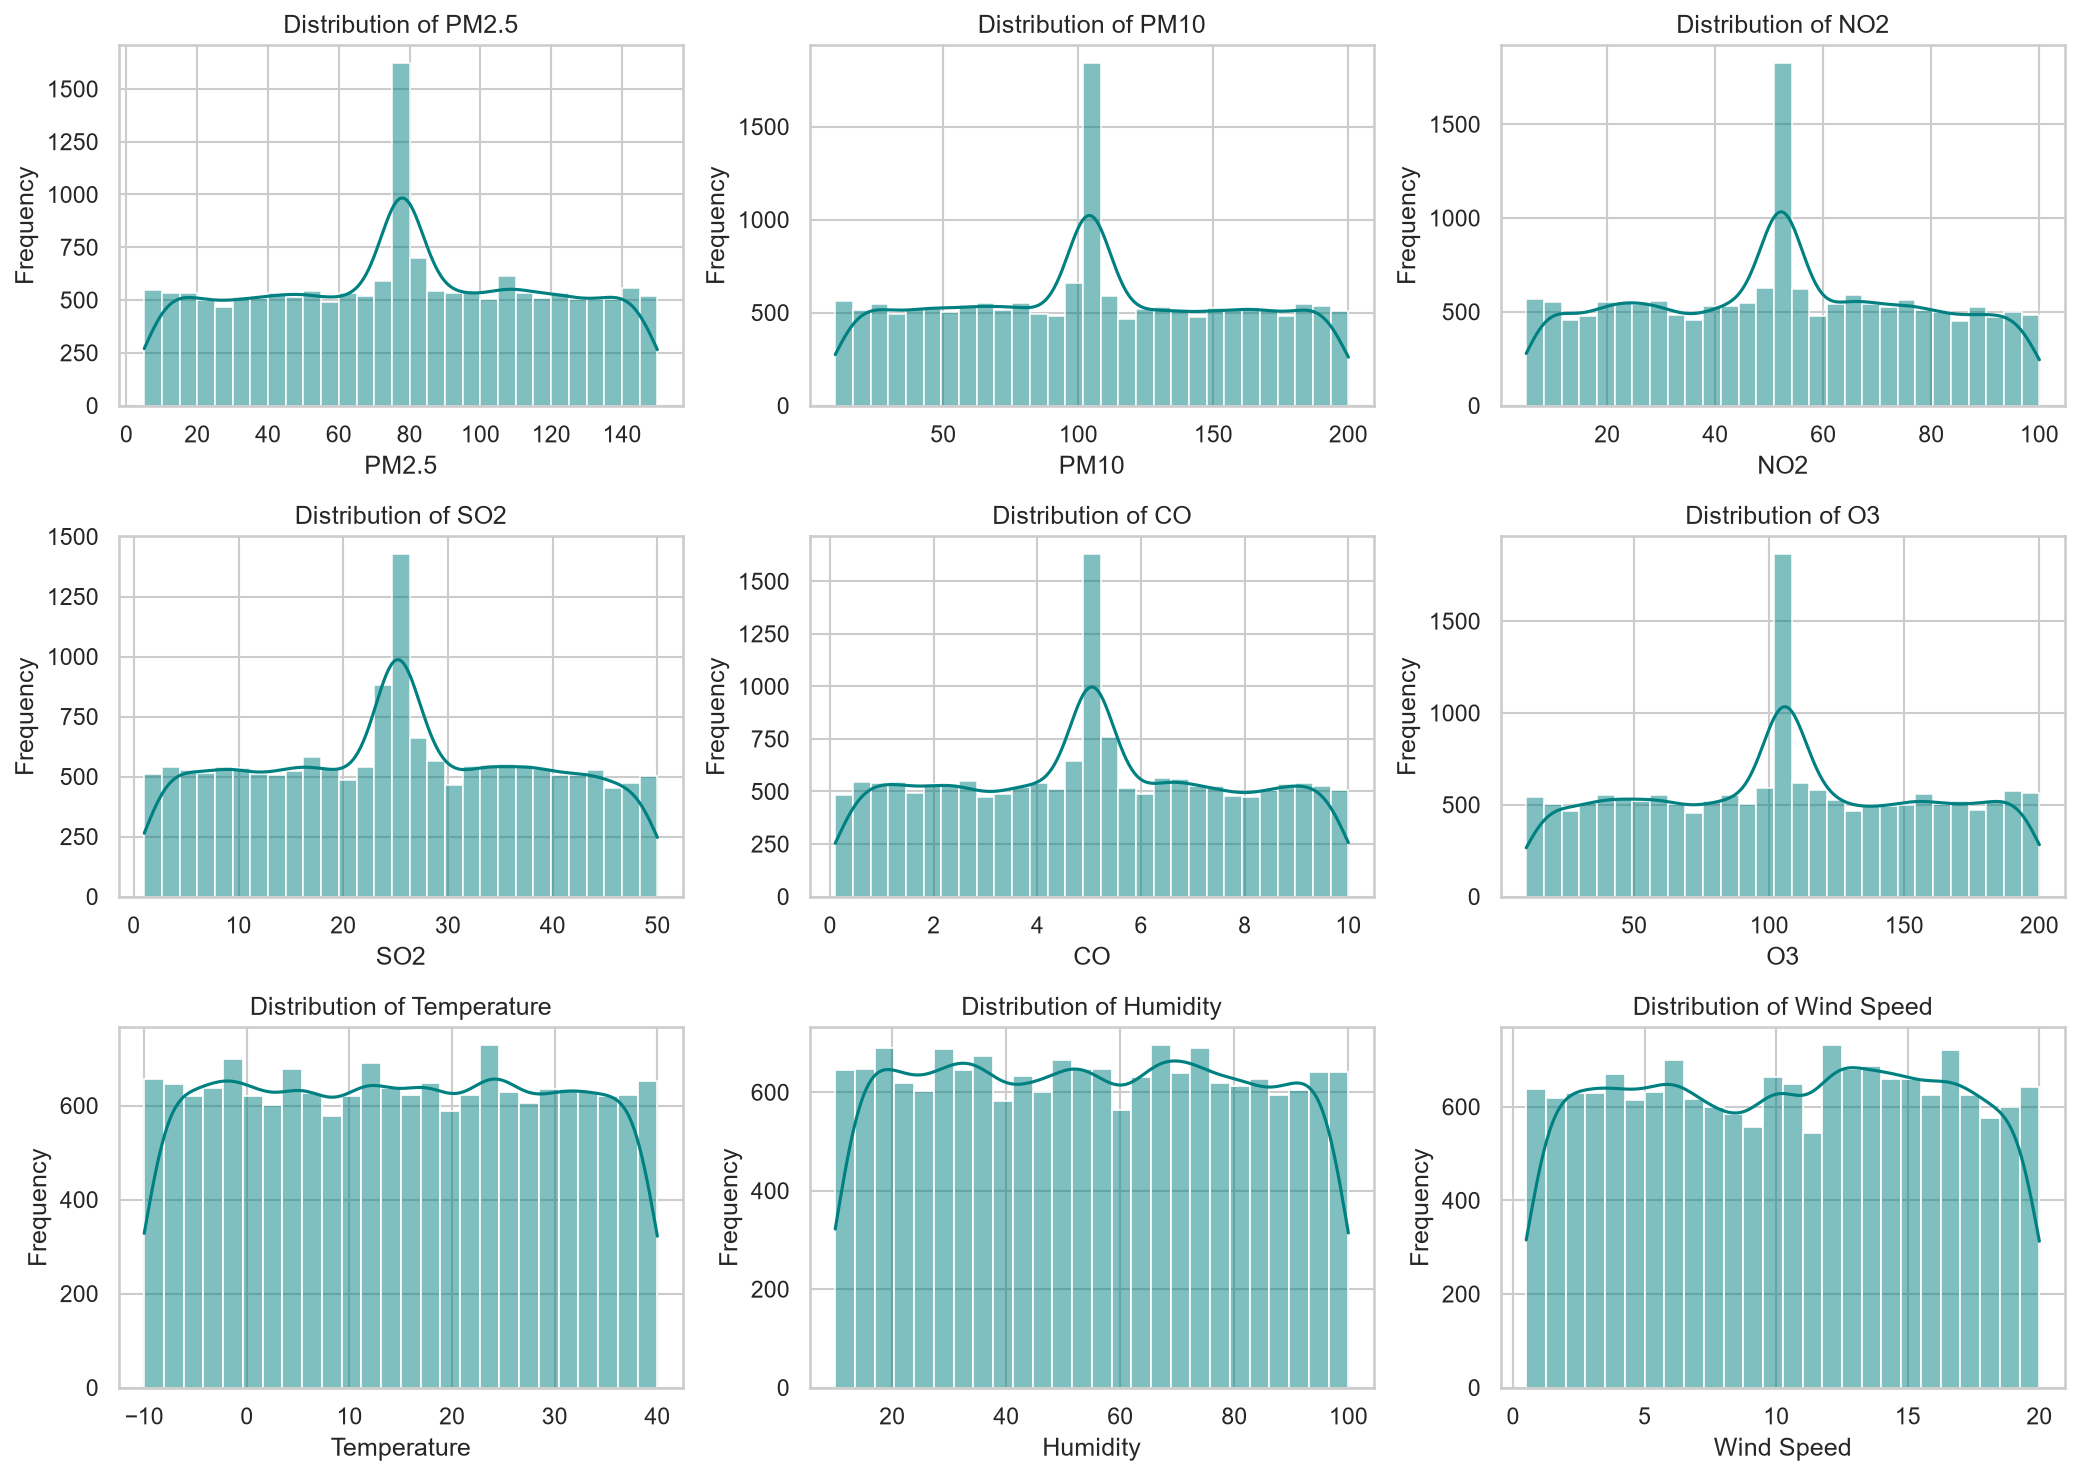 Distribution of PM2.5
Distribution of PM10
Distribution of NO2
Frequency
1500
1250
1000
750
500
250
0
0 20 40 60 80 100 120 140
PM2.5
Frequency
1500
1000
500
0
50 100 150 200
PM10
Frequency
1500
1000
500
0
20 40 60 80 100
NO2
Distribution of SO2
Distribution of CO
Distribution of O3
Frequency
1500
1250
1000
750
500
250
0
0 10 20 30 40 50
SO2
Frequency
1500
1250
1000
750
500
250
0
0 2 4 6 8 10
CO
Frequency
1500
1000
500
0
50 100 150 200
O3
Distribution of Temperature
Distribution of Humidity
Distribution of Wind Speed
Frequency
600
400
200
0
−10 0 10 20 30 40
Temperature
Frequency
600
400
200
0
20 40 60 80 100
Humidity
Frequency
600
400
200
0
0 5 10 15 20
Wind Speed